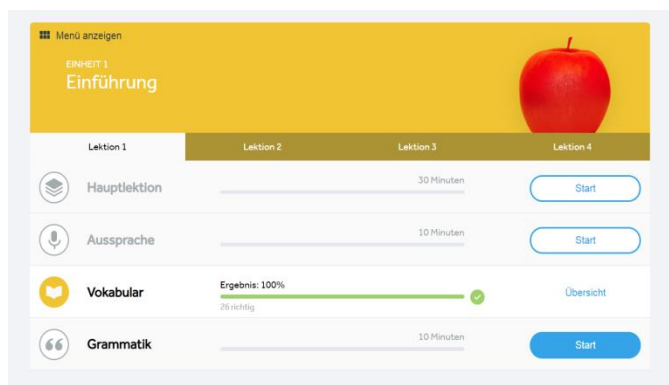 Menü anzeigen
EINHEIT 1
Einführung
Lektion 1 Lektion 2 Lektion 3 Lektion 4
Hauptlektion 30 Minuten Start
Aussprache 10 Minuten Start
Vokabular Ergebnis: 100% Übersicht
26 richtig
Grammatik 10 Minuten Start